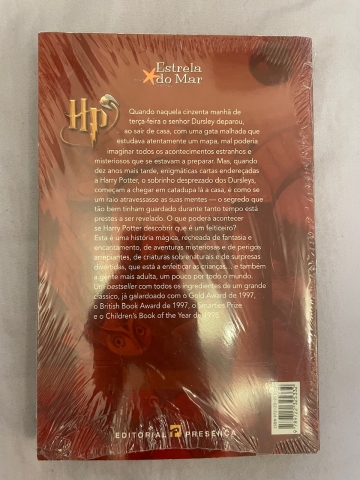 Estrela
do Mar
HP
Quando naquela cinzenta manhã de
terça-feira o senhor Dursley deparou,
ao sair de casa, com uma gata malhada que
estudava atentamente um mapa, mal poderia
imaginar todos os acontecimentos estranhos e
misteriosos que se estavam a preparar. Mas, quando
dez anos mais tarde, enigmáticas cartas endereçadas
a Harry Potter, o sobrinho desprezado dos Dursleys,
começam a chegar em catadupa lá a casa, é como se
um raio atravessasse as suas mentes — o segredo que
tão bem tinham guardado durante tanto tempo está
prestes a ser revelado. O que poderá acontecer
se Harry Potter descobrir que é um feiticeiro?
Esta é uma história mágica, recheada de fantasia e
encantamento, de aventuras misteriosas e de perigos
arrepiantes, de criaturas sobrenaturais e de surpresas
divertidas, que está a enfeitiçar as crianças... e também
a gente mais adulta, um pouco por todo o mundo.
Um bestseller com todos os ingredientes de um grande
clássico, já galardoado com o Gold Award de 1997,
o British Book Award de 1997, o Smarties Prize
e o Children's Book of the Year de 1998.
EDITORIAL PRESENÇA